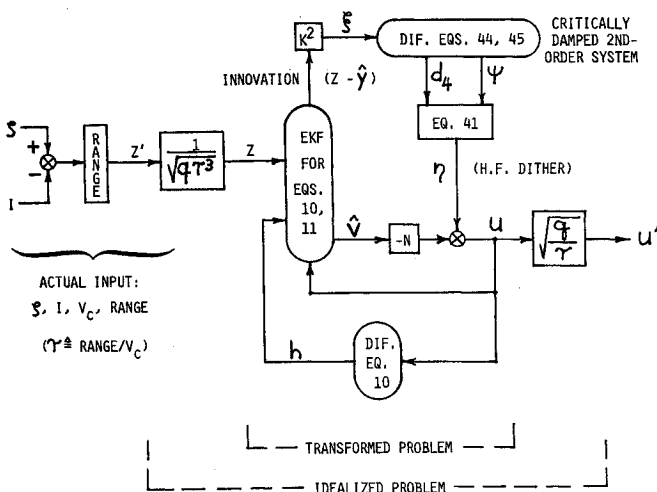 K²
ξ
DIF. EQS. 44, 45
CRITICALLY
DAMPED 2ND-
ORDER SYSTEM
INNOVATION (Z - ŷ)
d₄
ψ
EQ. 41
η
(H.F. DITHER)
S
+
-
I
RANGE
Z'
1
√qτ³
Z
EKF
FOR
EQS.
10,
11
v̂
-N
u
√q/τ
u'
ACTUAL INPUT:
S, I, V_C, RANGE
(τ ≜ RANGE/V_C)
h
DIF.
EQ.
10
TRANSFORMED PROBLEM
IDEALIZED PROBLEM